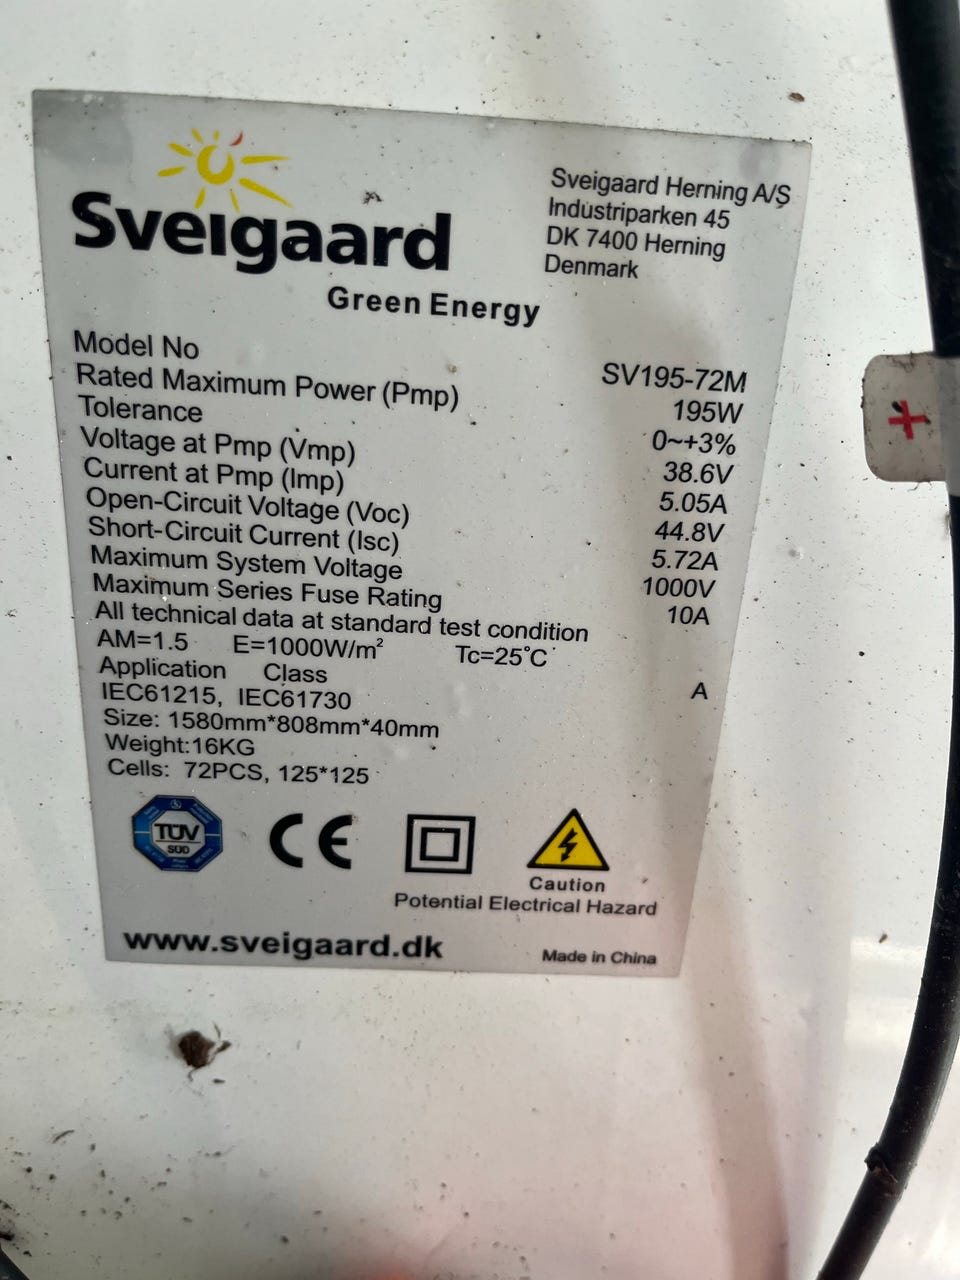 Sveigaard
Green Energy
Sveigaard Herning A/S
Industriparken 45
DK 7400 Herning
Denmark
Model No SV195-72M
Rated Maximum Power (Pmp) 195W
Tolerance 0~+3%
Voltage at Pmp (Vmp) 38.6V
Current at Pmp (Imp) 5.05A
Open-Circuit Voltage (Voc) 44.8V
Short-Circuit Current (Isc) 5.72A
Maximum System Voltage 1000V
Maximum Series Fuse Rating 10A
All technical data at standard test condition
AM=1.5 E=1000W/m² Tc=25°C
Application Class A
IEC61215, IEC61730
Size: 1580mm*808mm*40mm
Weight:16KG
Cells: 72PCS, 125*125
TÜV
SÜD
CE
Caution
Potential Electrical Hazard
www.sveigaard.dk
Made in China
+